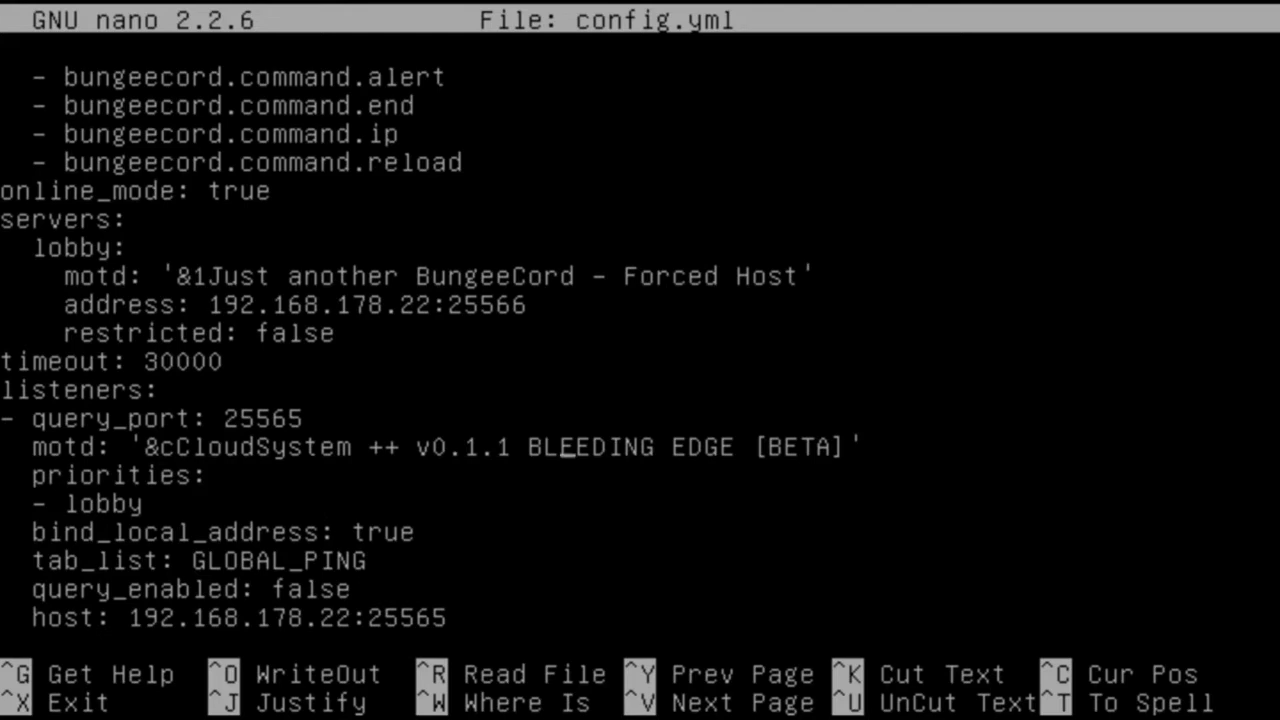 GNU nano 2.2.6 File: config.yml
- bungeecord.command.alert
- bungeecord.command.end
- bungeecord.command.ip
- bungeecord.command.reload
online_mode: true
servers:
lobby:
motd: '&1Just another BungeeCord - Forced Host'
address: 192.168.178.22:25566
restricted: false
timeout: 30000
listeners:
- query_port: 25565
motd: '&cCloudSystem ++ v0.1.1 BLEEDING EDGE [BETA]'
priorities:
- lobby
bind_local_address: true
tab_list: GLOBAL_PING
query_enabled: false
host: 192.168.178.22:25565
^G Get Help ^O WriteOut ^R Read File ^Y Prev Page ^K Cut Text ^C Cur Pos
^X Exit ^J Justify ^W Where Is ^V Next Page ^U UnCut Text ^T To Spell